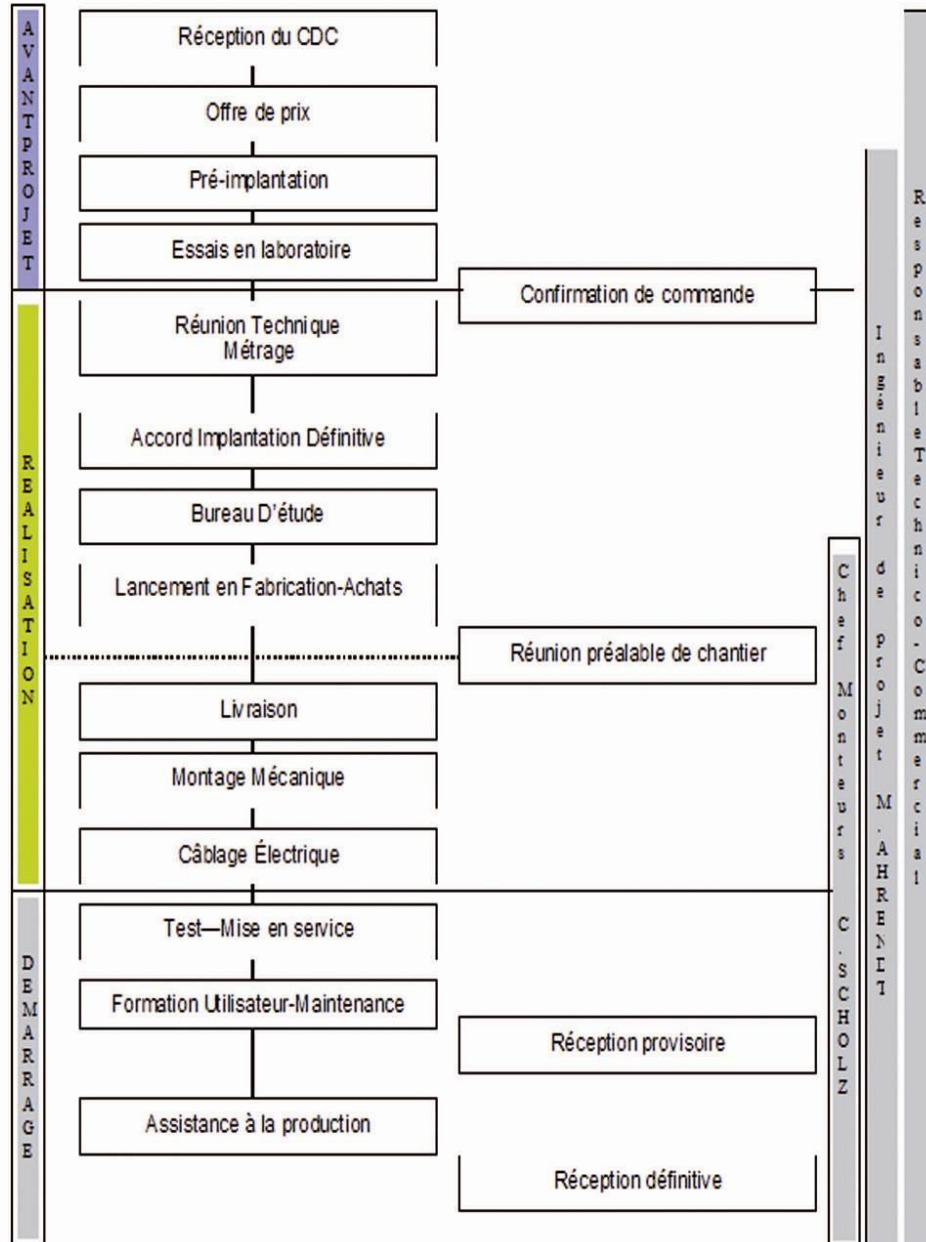 AVANTPROJET
Réception du CDC
Offre de prix
Pré-implantation
Essais en laboratoire
Confirmation de commande
REALISATION
Réunion Technique
Métrage
Accord Implantation Définitive
Bureau D'étude
Lancement en Fabrication-Achats
Réunion préalable de chantier
Livraison
Montage Mécanique
Câblage Électrique
DEMARRAGE
Test—Mise en service
Formation Utilisateur-Maintenance
Réception provisoire
Assistance à la production
Réception définitive
Chef Monteurs C.SCHOLZ
Ingénieur de projet M.AHRENDT
Responsable Technico-Commercial